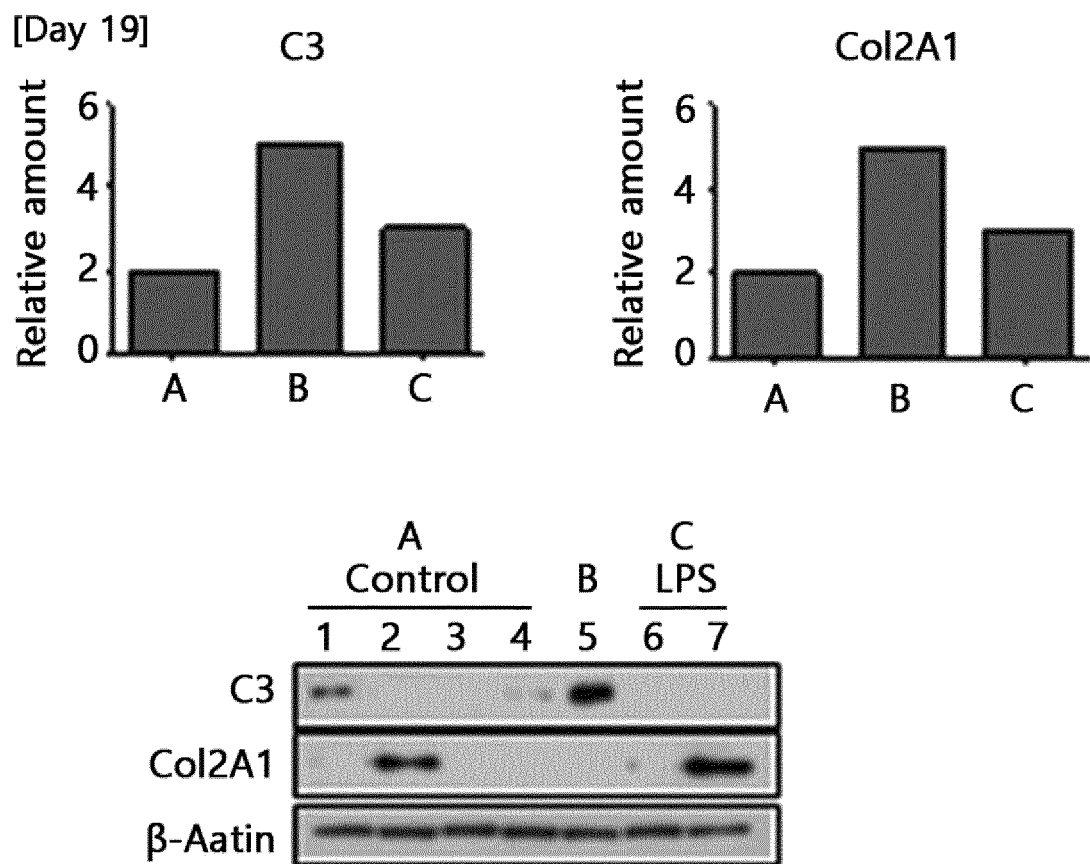 [Day 19]
C3
Relative amount
6
4
2
0
A
B
C
Col2A1
Relative amount
6
4
2
0
A
B
C
A
Control
B
C
LPS
1 2 3 4 5 6 7
C3
Col2A1
β-Aatin